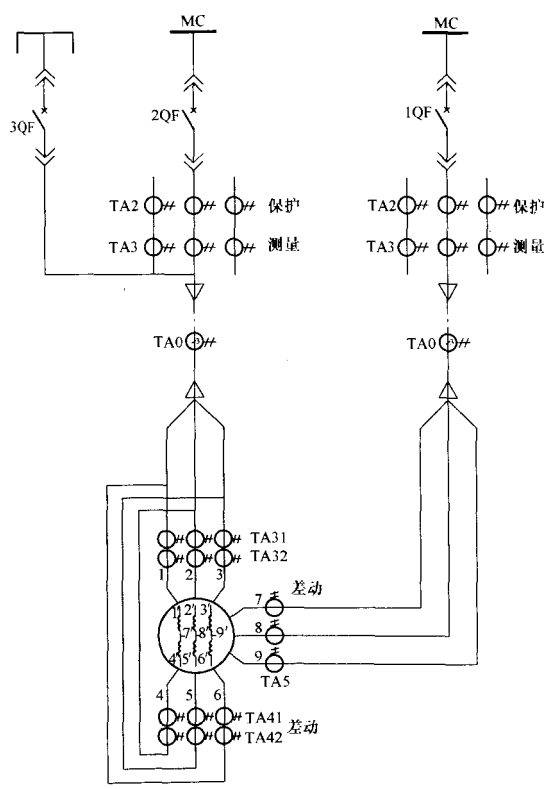 MC
MC
3QF
2QF
1QF
TA2
保护
TA2
保护
TA3
测量
TA3
测量
TA0
TA0
TA31
TA32
1
2
3
7
差动
1' 2' 3'
7' 8' 9'
8
4' 5' 6'
9
TA5
4
5
6
TA41
差动
TA42